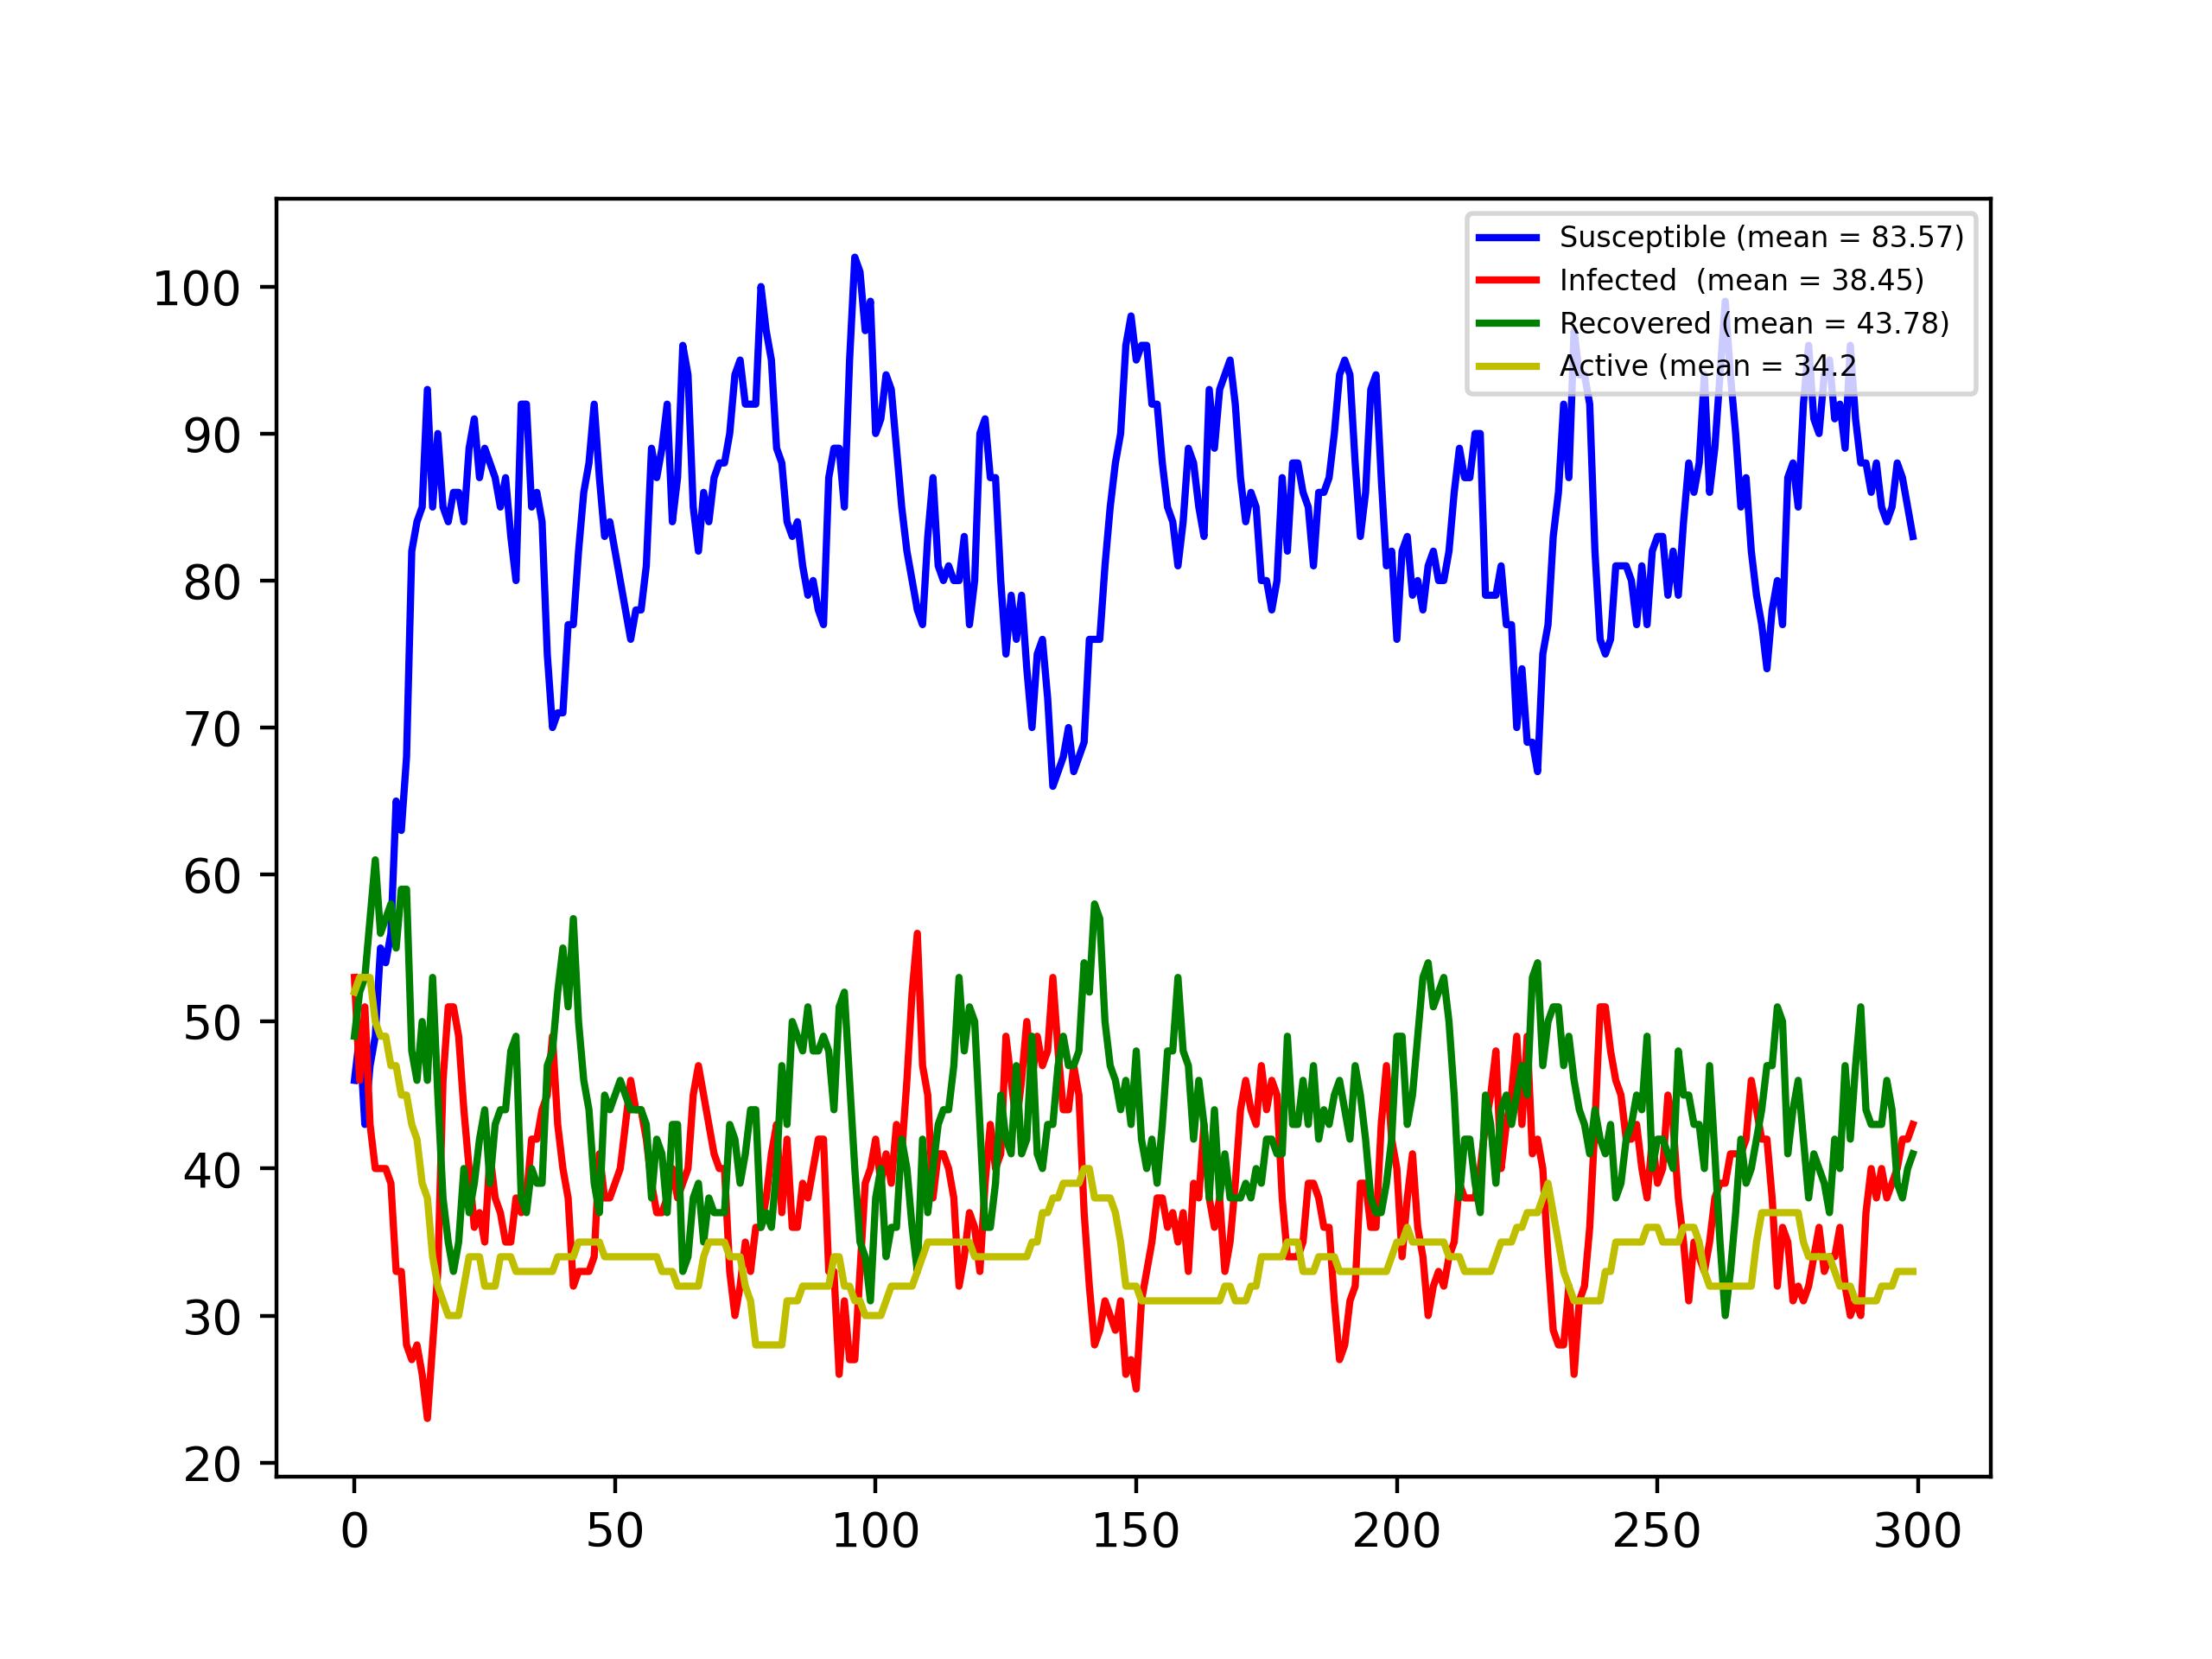 Susceptible (mean = 83.57)
Infected (mean = 38.45)
Recovered (mean = 43.78)
Active (mean = 34.2
100
90
80
70
60
50
40
30
20
0 50 100 150 200 250 300